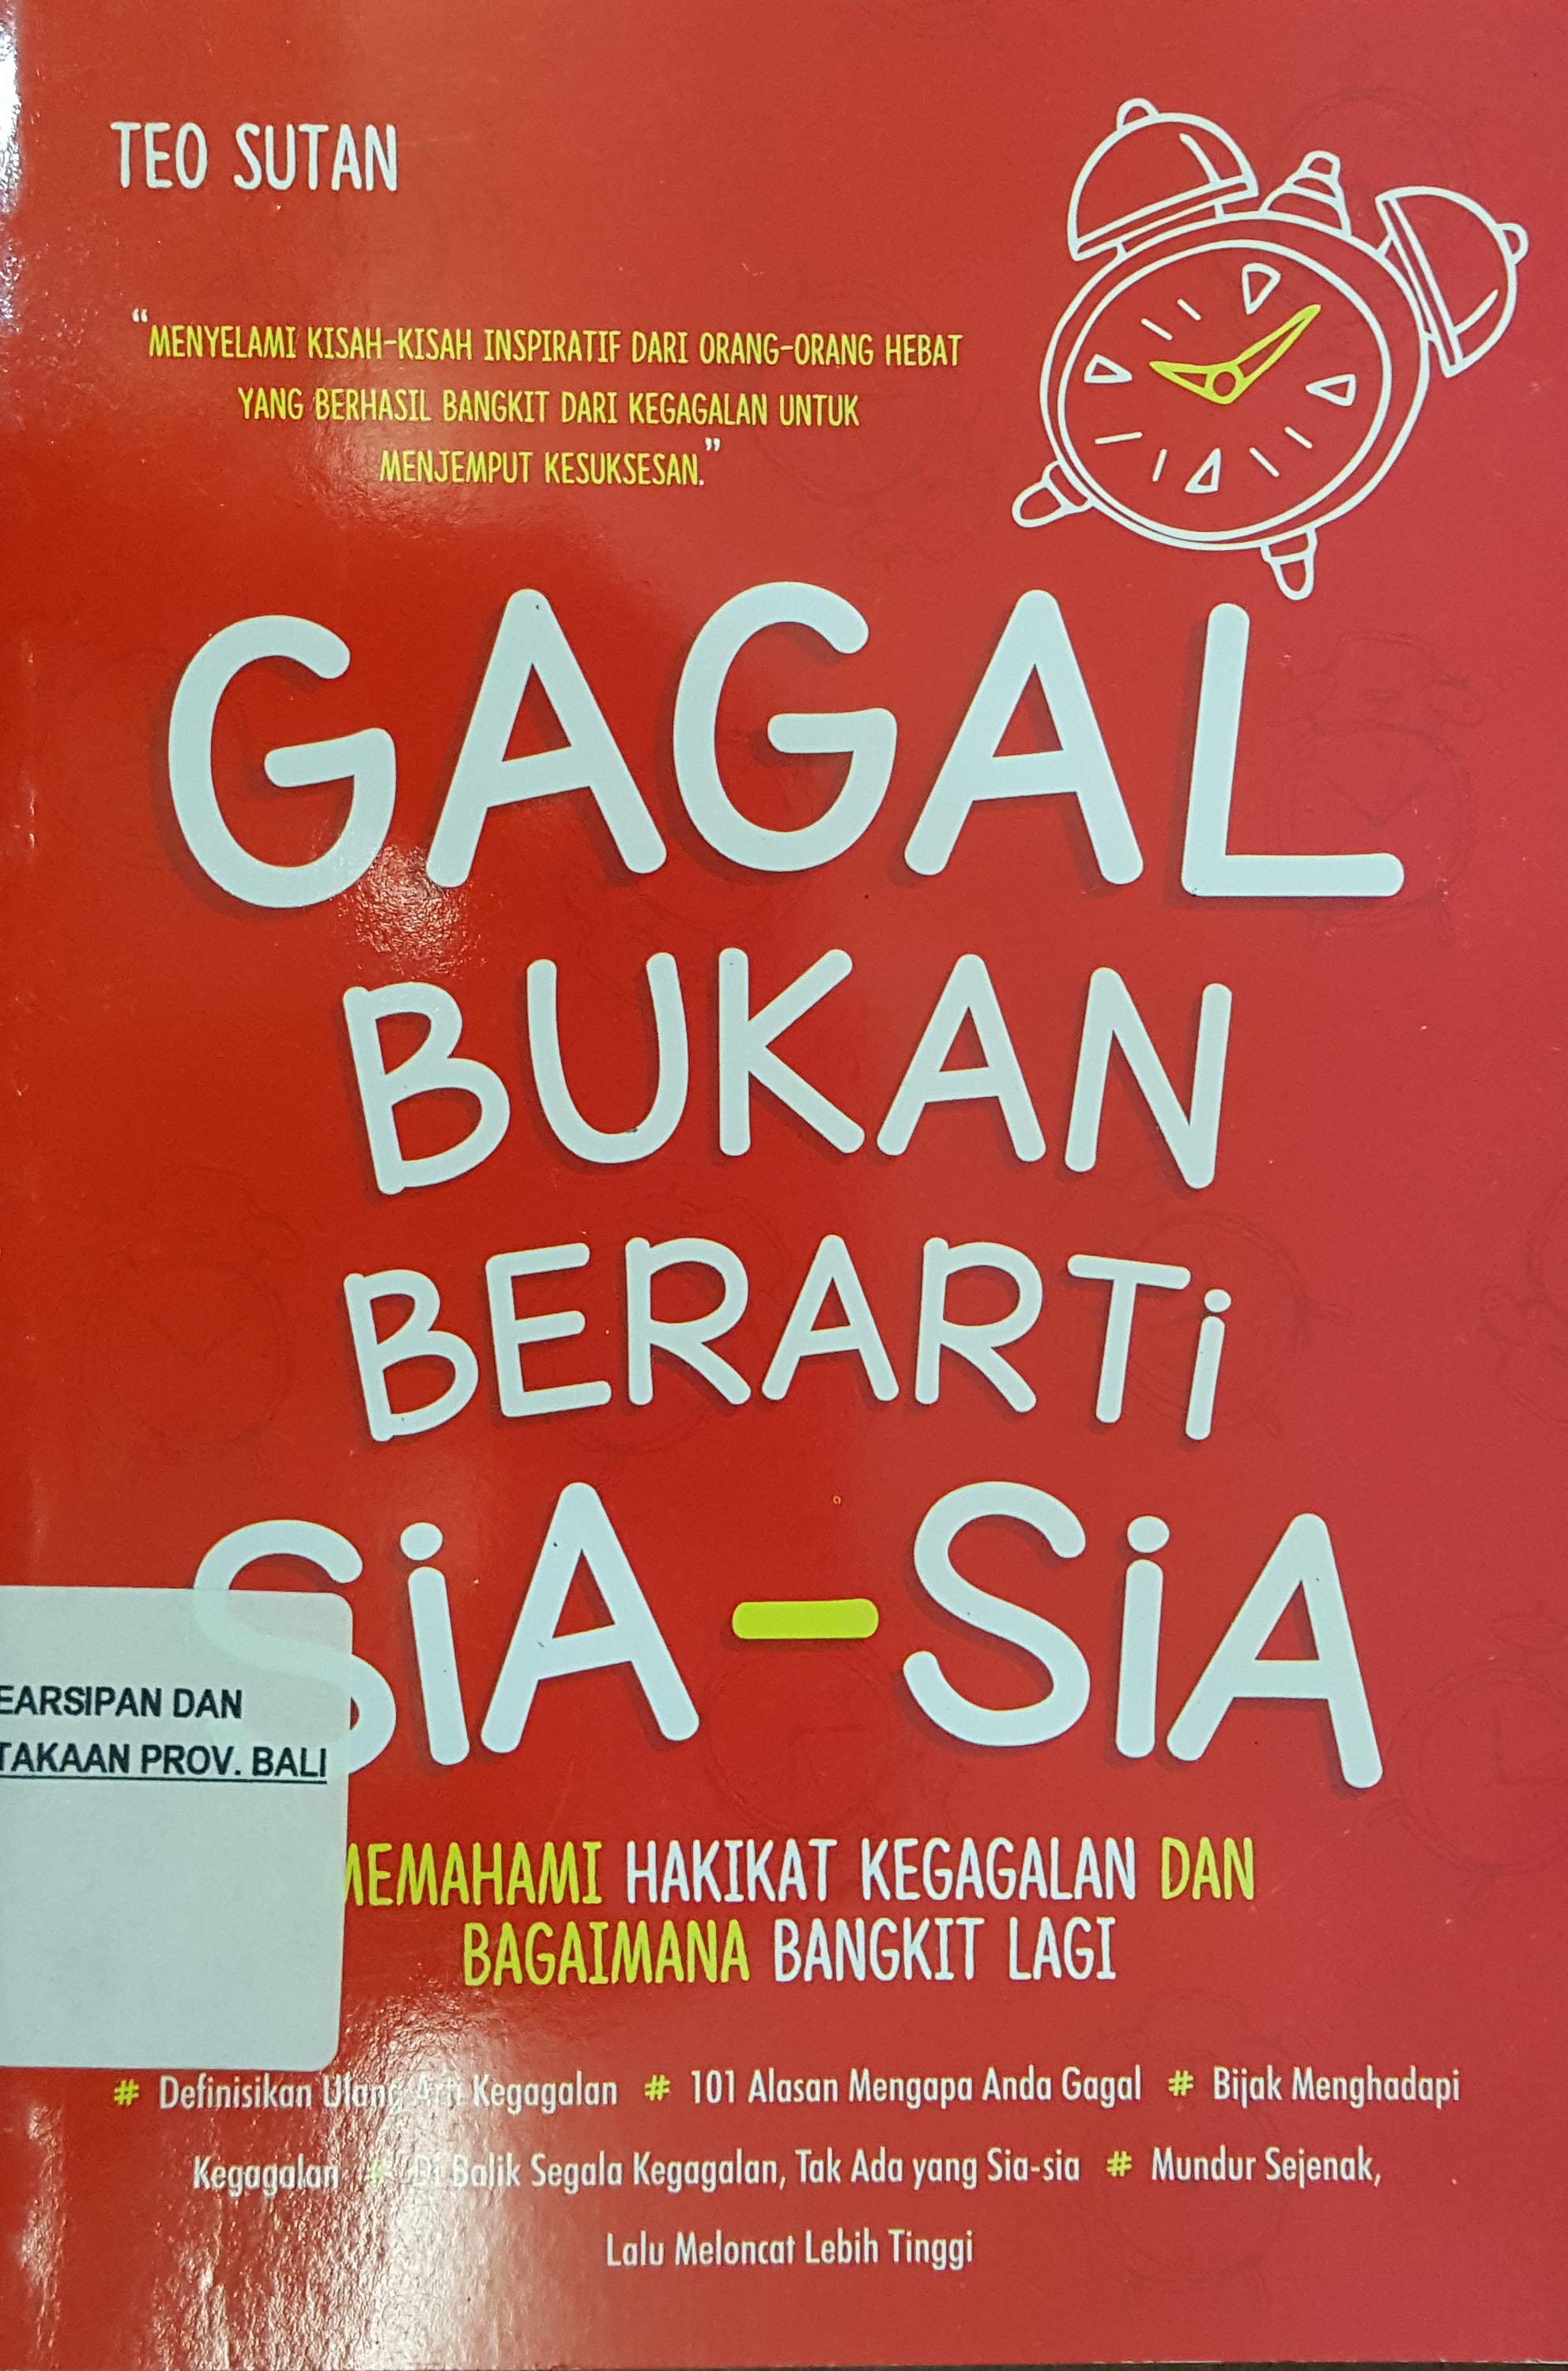 TEO SUTAN
"MENYELAMI KISAH-KISAH INSPIRATIF DARI ORANG-ORANG HEBAT
YANG BERHASIL BANGKIT DARI KEGAGALAN UNTUK
MENJEMPUT KESUKSESAN."
GAGAL
BUKAN
BERARTi
SiA-SiA
EARSIPAN DAN
TAKAAN PROV. BALI
MEMAHAMI HAKIKAT KEGAGALAN DAN
BAGAIMANA BANGKIT LAGI
# Definisikan Ulang Arti Kegagalan # 101 Alasan Mengapa Anda Gagal # Bijak Menghadapi
Kegagalan # Di Balik Segala Kegagalan, Tak Ada yang Sia-sia # Mundur Sejenak,
Lalu Meloncat Lebih Tinggi